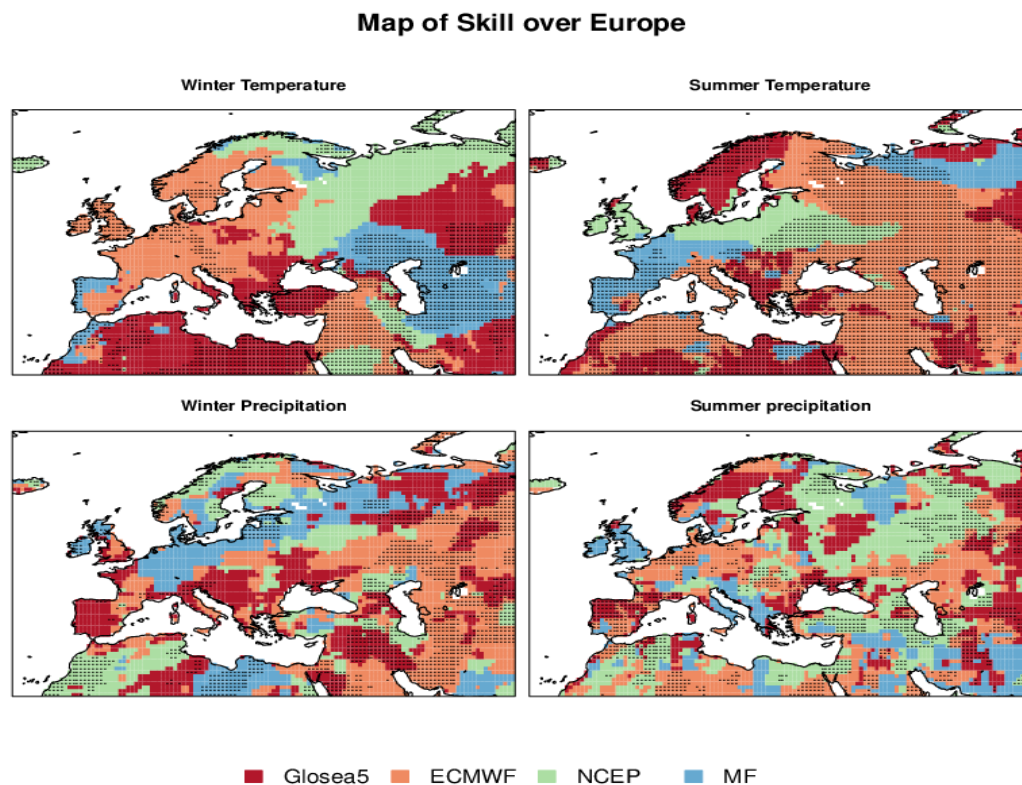 Map of Skill over Europe
Winter Temperature
Summer Temperature
Winter Precipitation
Summer precipitation
Glosea5 ECMWF NCEP MF